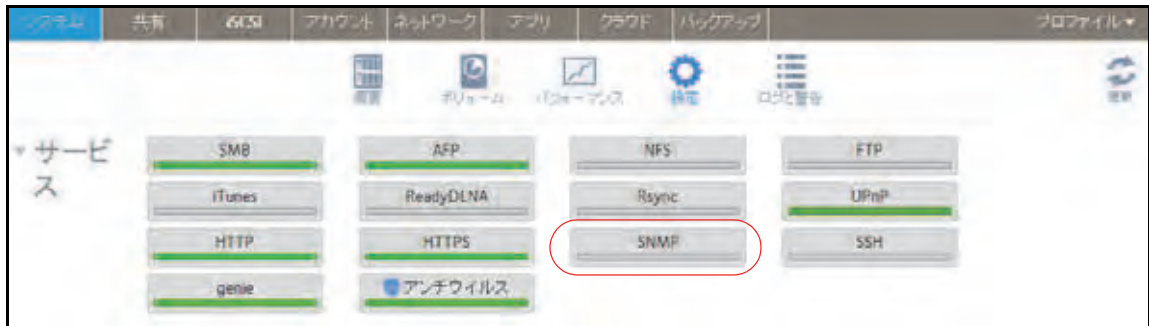 システム 共有 iSCSI アカウント ネットワーク アプリ クラウド バックアップ プロファイル
概要 ボリューム パフォーマンス 設定 ログと警告 更新
サービス
SMB AFP NFS FTP
iTunes ReadyDLNA Rsync UPnP
HTTP HTTPS SNMP SSH
genie アンチウィルス